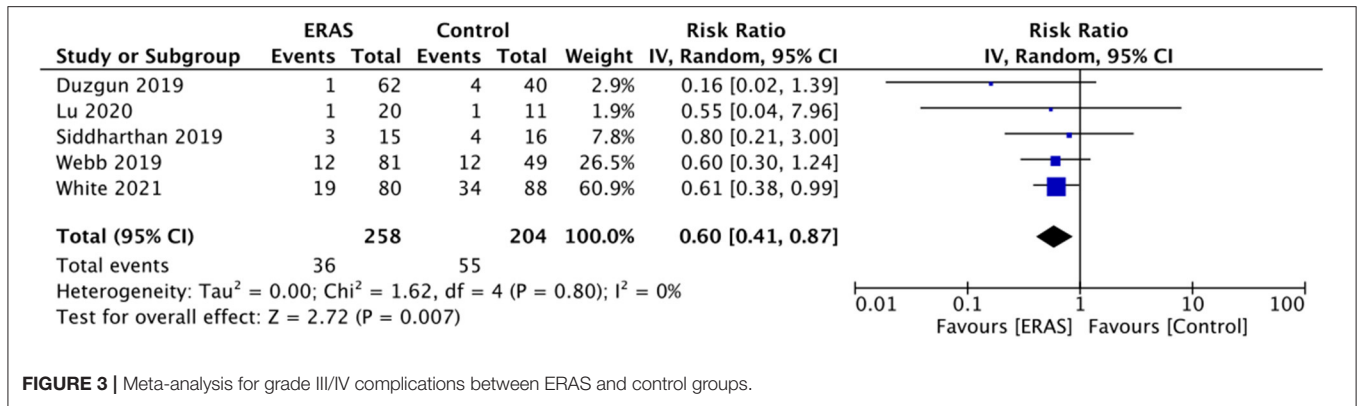 ERAS Control Risk Ratio Risk Ratio
Study or Subgroup Events Total Events Total Weight IV, Random, 95% CI IV, Random, 95% CI
Duzgun 2019 1 62 4 40 2.9% 0.16 [0.02, 1.39]
Lu 2020 1 20 1 11 1.9% 0.55 [0.04, 7.96]
Siddharthan 2019 3 15 4 16 7.8% 0.80 [0.21, 3.00]
Webb 2019 12 81 12 49 26.5% 0.60 [0.30, 1.24]
White 2021 19 80 34 88 60.9% 0.61 [0.38, 0.99]
Total (95% CI) 258 204 100.0% 0.60 [0.41, 0.87]
Total events 36 55
Heterogeneity: Tau² = 0.00; Chi² = 1.62, df = 4 (P = 0.80); I² = 0%
Test for overall effect: Z = 2.72 (P = 0.007)
0.01 0.1 1 10 100
Favours [ERAS] Favours [Control]
FIGURE 3 | Meta-analysis for grade III/IV complications between ERAS and control groups.